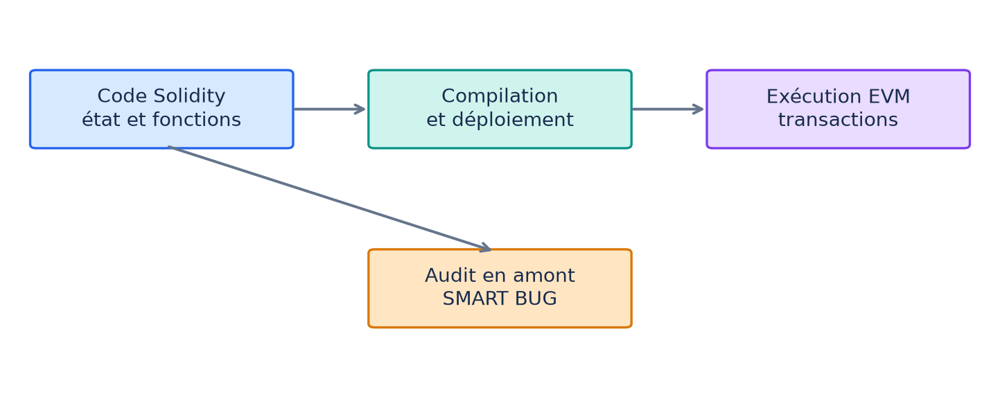 Code Solidity
état et fonctions
Compilation
et déploiement
Exécution EVM
transactions
Audit en amont
SMART BUG